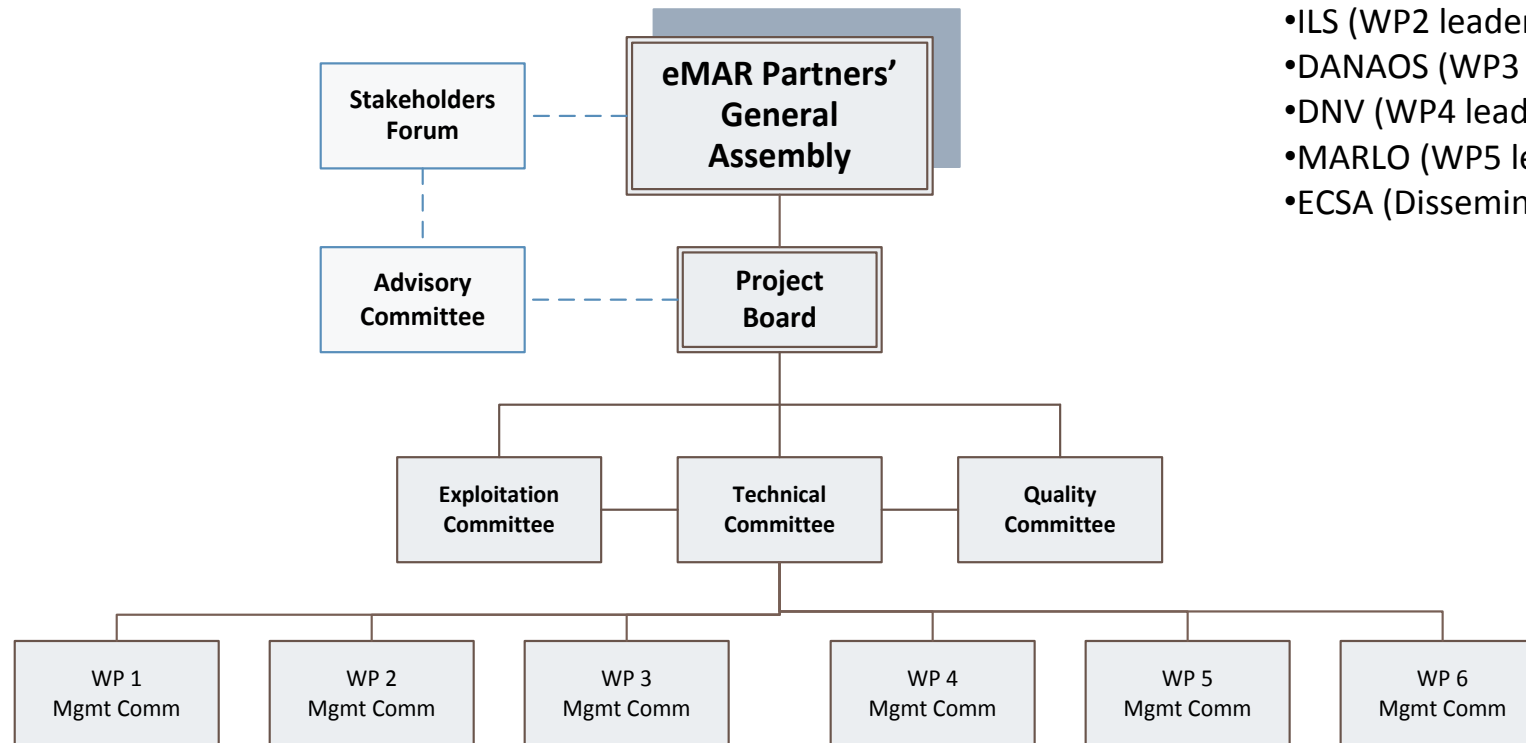 •ILS (WP2 leader
•DANAOS (WP3
•DNV (WP4 lead
•MARLO (WP5 le
•ECSA (Dissemin
eMAR Partners’
General
Assembly
Stakeholders
Forum
Advisory
Committee
Project
Board
Exploitation
Committee
Technical
Committee
Quality
Committee
WP 1
Mgmt Comm
WP 2
Mgmt Comm
WP 3
Mgmt Comm
WP 4
Mgmt Comm
WP 5
Mgmt Comm
WP 6
Mgmt Comm